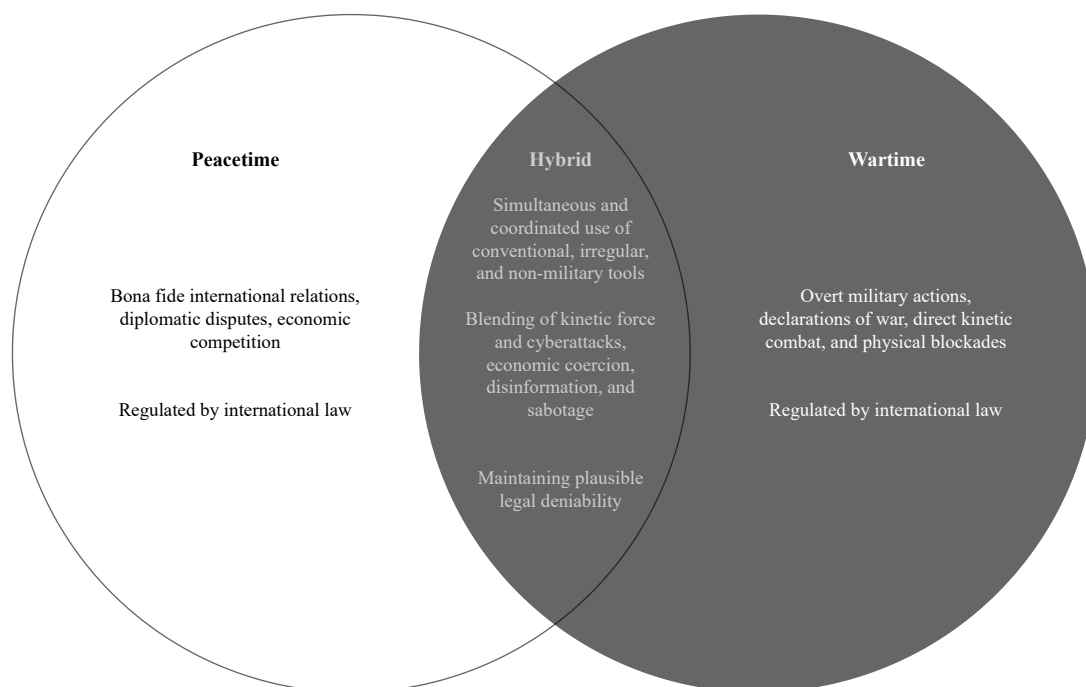 Peacetime
Bona fide international relations,
diplomatic disputes, economic
competition
Regulated by international law
Hybrid
Simultaneous and
coordinated use of
conventional, irregular,
and non-military tools
Blending of kinetic force
and cyberattacks,
economic coercion,
disinformation, and
sabotage
Maintaining plausible
legal deniability
Wartime
Overt military actions,
declarations of war, direct kinetic
combat, and physical blockades
Regulated by international law